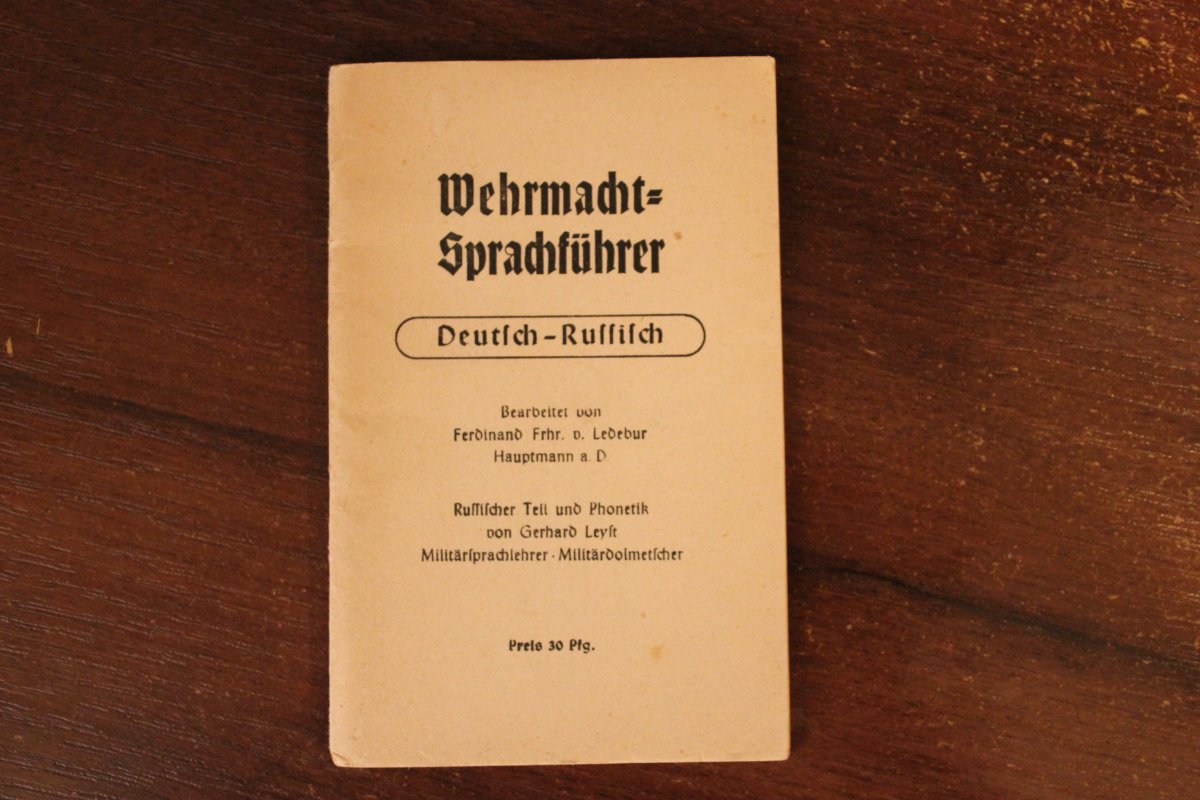 Wehrmacht=
Sprachführer
Deutſch-Ruſſiſch
Bearbeitet von
Ferdinand Frhr. v. Ledebur
Hauptmann a. D.
Ruſſiſcher Teil und Phonetik
von Gerhard Leyſt
Militärſprachlehrer · Militärdolmetſcher
Preis 30 Pfg.